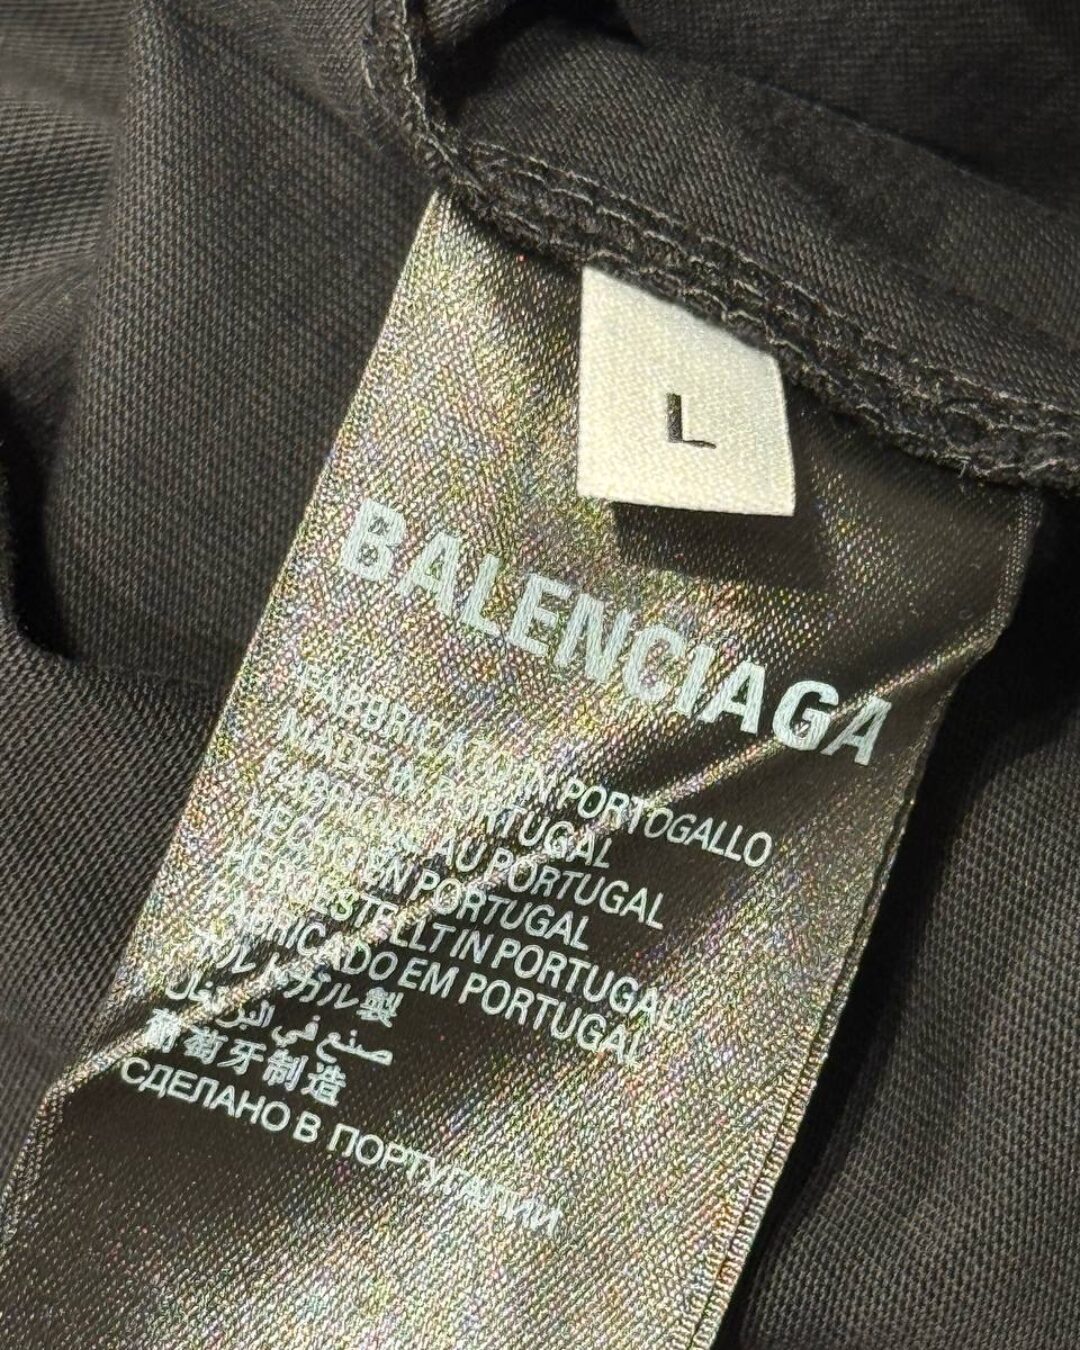 L
BALENCIAGA
FABBRICATO IN PORTOGALLO
MADE IN PORTUGAL
FABRIQUÉ AU PORTUGAL
HECHO EN PORTUGAL
HERGESTELLT IN PORTUGAL
FABRICADO EM PORTUGAL
ポルトガル製
صنع في البرتغال
葡萄牙制造
СДЕЛАНО В ПОРТУГАЛИИ